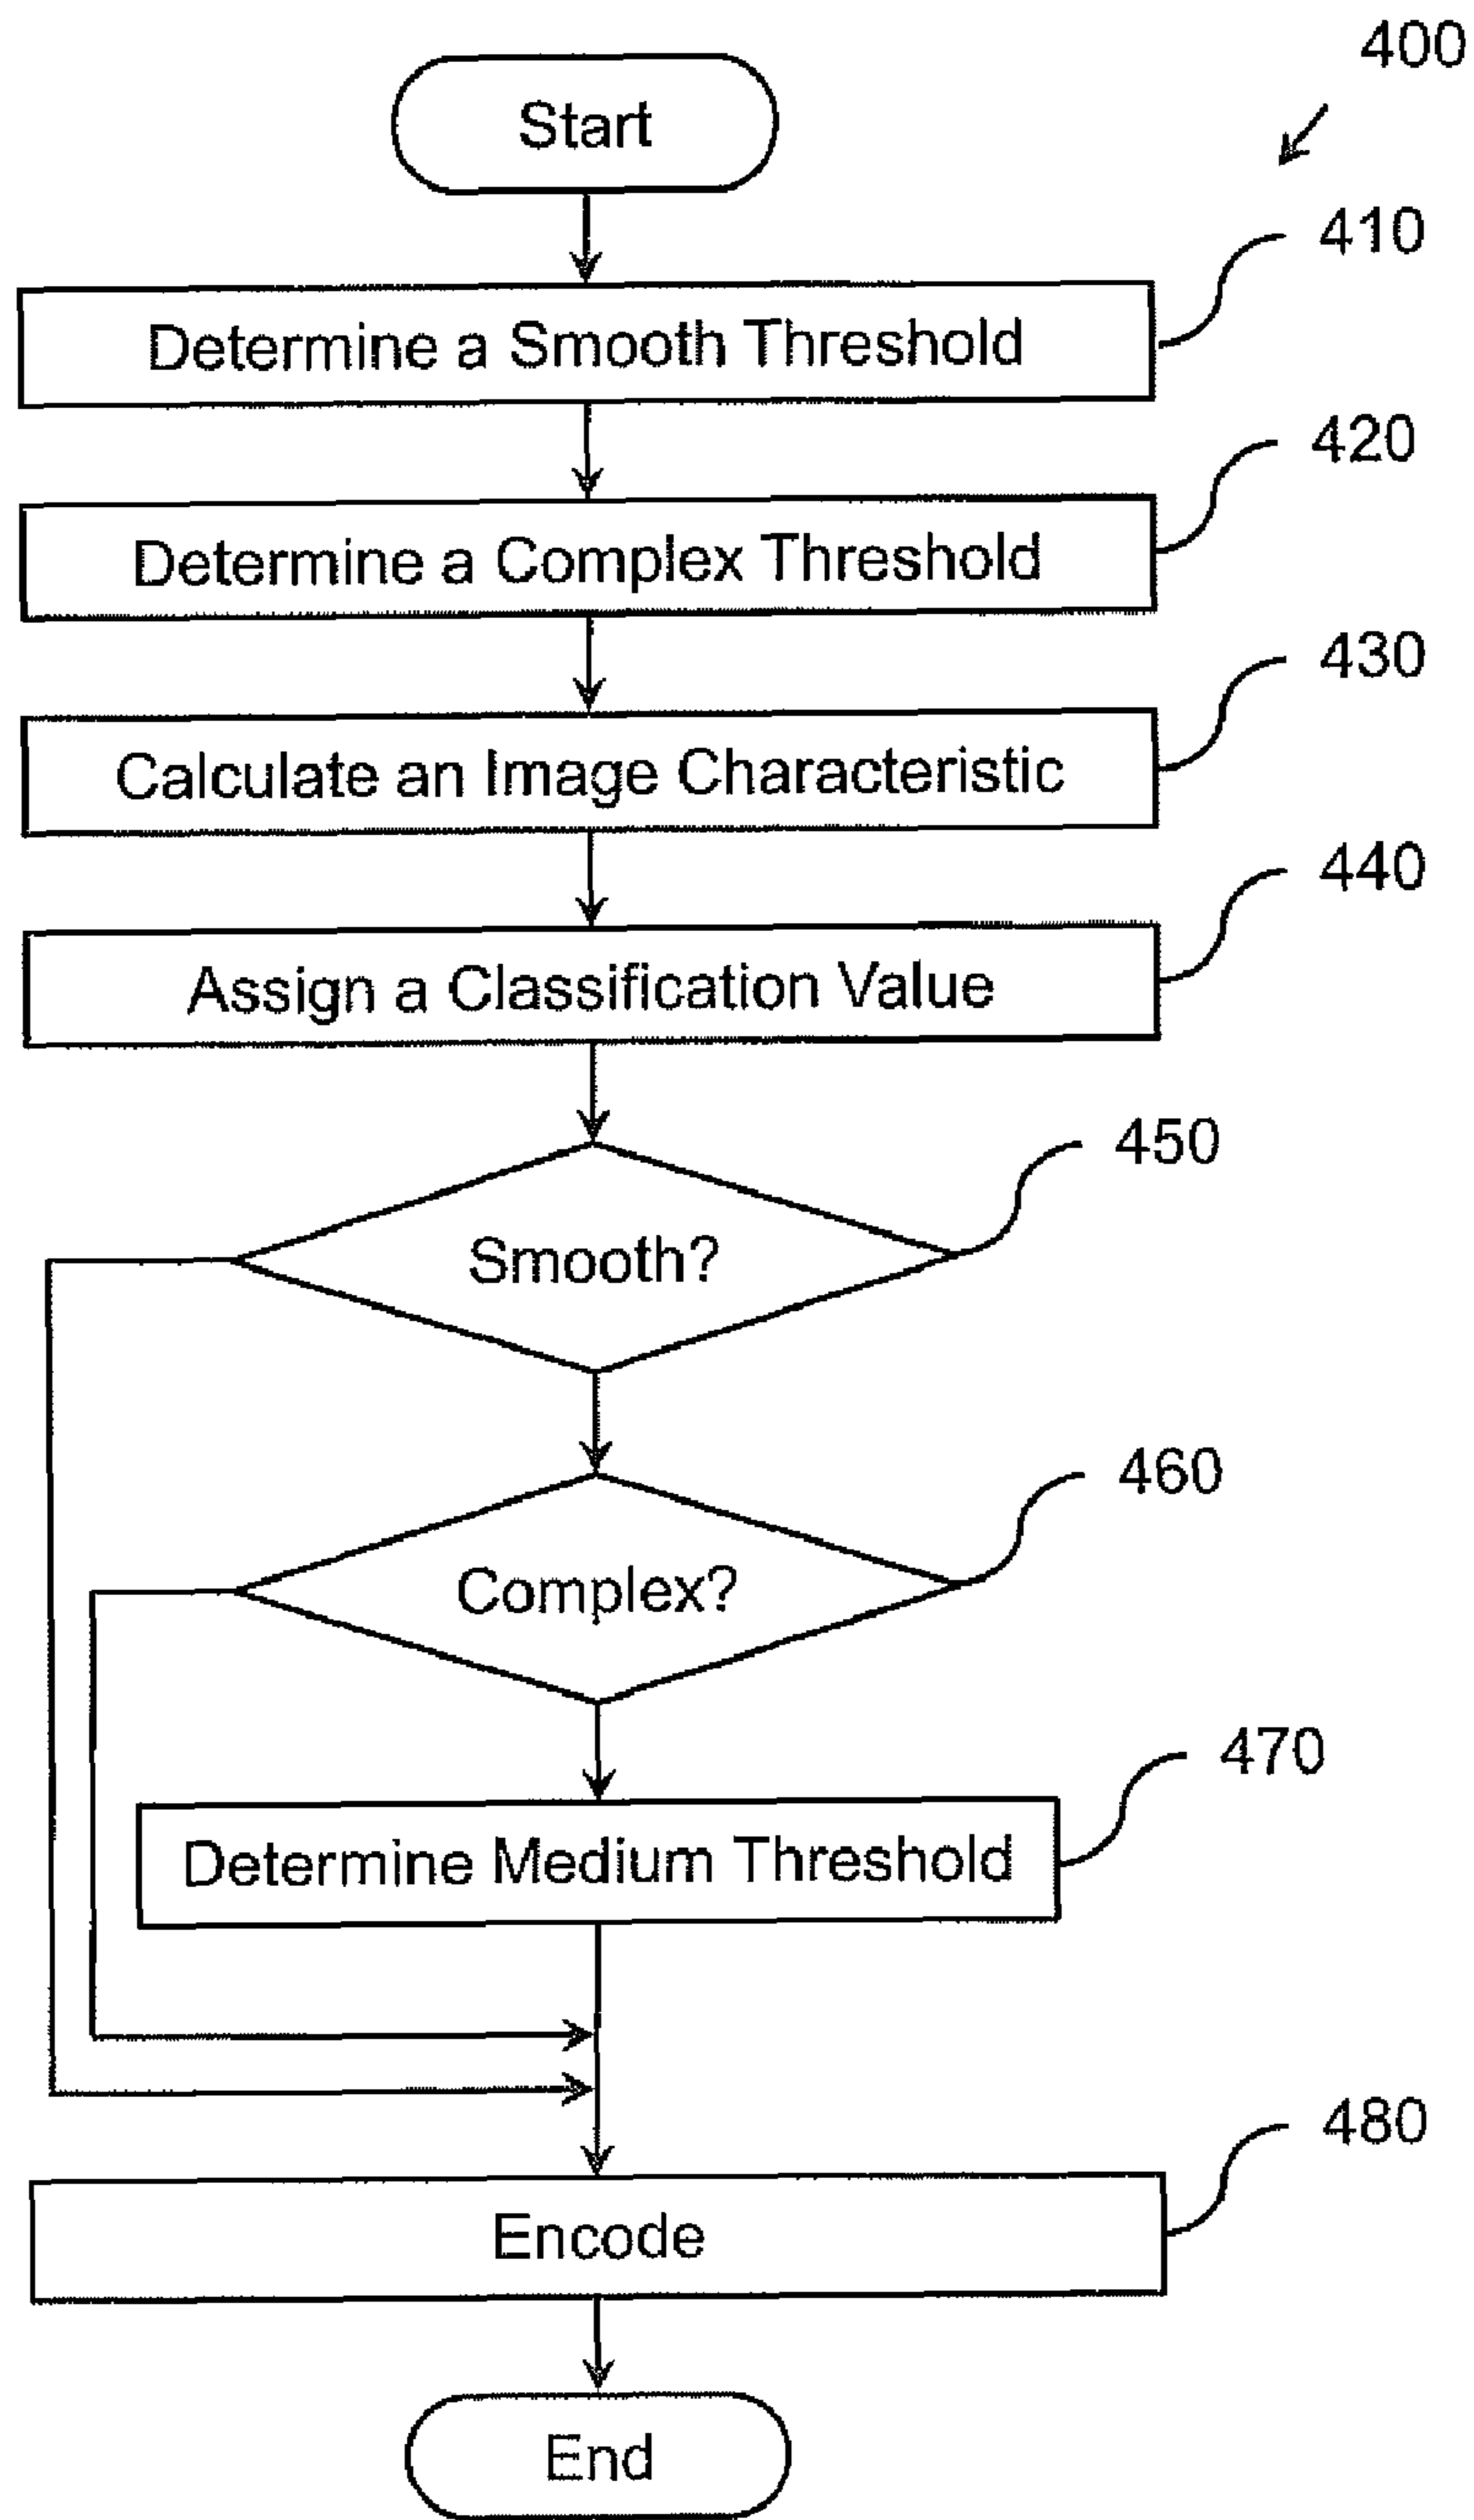 400
Start
410
Determine a Smooth Threshold
420
Determine a Complex Threshold
430
Calculate an Image Characteristic
440
Assign a Classification Value
450
Smooth?
460
Complex?
470
Determine Medium Threshold
480
Encode
End